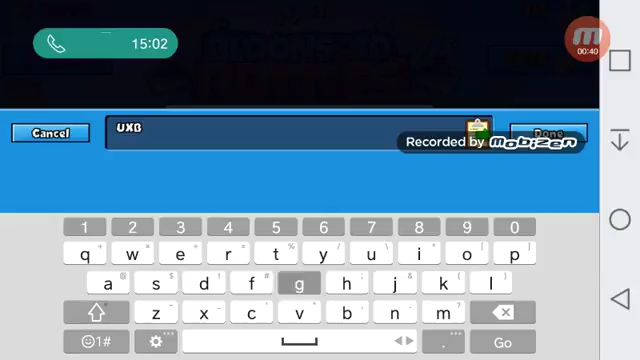 15:02
00:40
Cancel
UXB
Done
Recorded by mobizen
1 2 3 4 5 6 7 8 9 0
q w e r t y u i o p
a s d f g h j k l
z x c v b n m
1# . Go